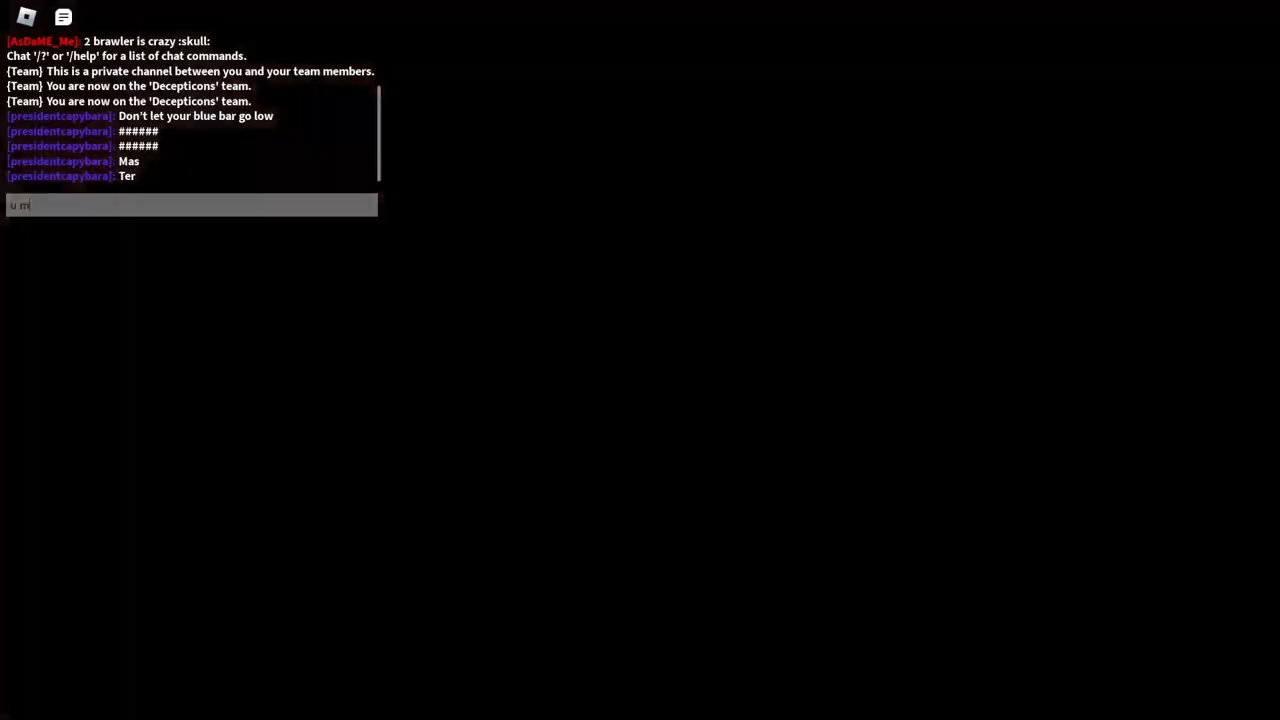 [AsDaME_Me]: 2 brawler is crazy :skull:
Chat '/?' or '/help' for a list of chat commands.
{Team} This is a private channel between you and your team members.
{Team} You are now on the 'Decepticons' team.
{Team} You are now on the 'Decepticons' team.
[presidentcapybara]: Don't let your blue bar go low
[presidentcapybara]: ######
[presidentcapybara]: ######
[presidentcapybara]: Mas
[presidentcapybara]: Ter
u m